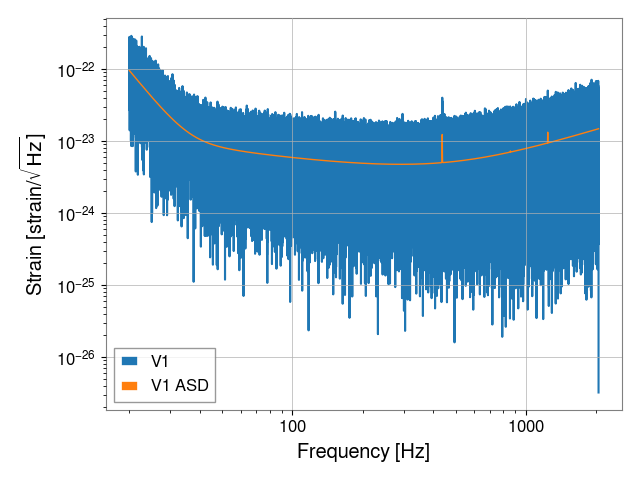 Strain [strain/√Hz]
10⁻²²
10⁻²³
10⁻²⁴
10⁻²⁵
10⁻²⁶
V1
V1 ASD
100
1000
Frequency [Hz]